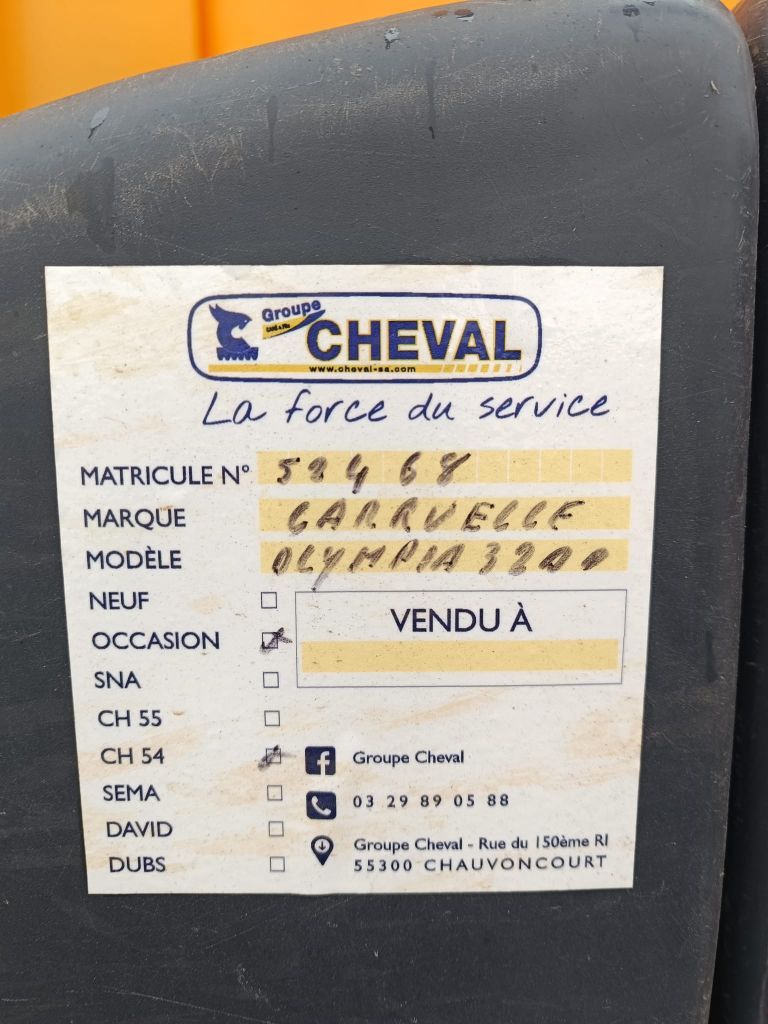 Groupe
CHEVAL
www.cheval-sa.com
La force du service
MATRICULE N° 52468
MARQUE CARRUELLE
MODÈLE OLYMPIA 3200
NEUF
OCCASION
VENDU À
SNA
CH 55
CH 54
Groupe Cheval
SEMA
03 29 89 05 88
DAVID
Groupe Cheval - Rue du 150ème RI
DUBS
55300 CHAUVONCOURT